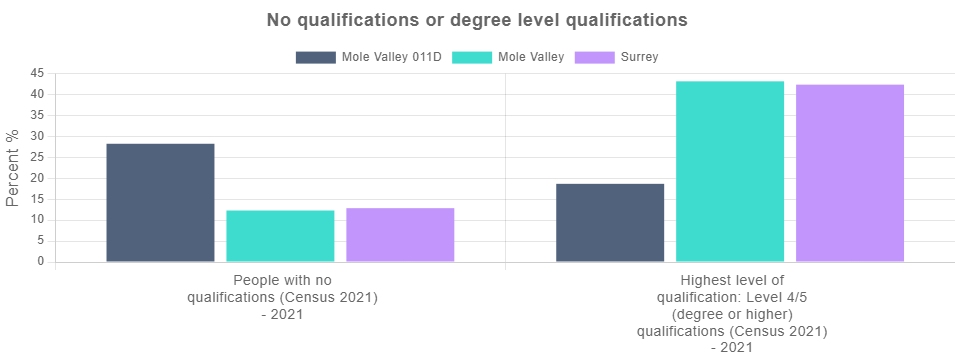 No qualifications or degree level qualifications
Mole Valley 011D Mole Valley Surrey
Percent %
45
40
35
30
25
20
15
10
5
0
People with no
qualifications (Census 2021)
- 2021
Highest level of
qualification: Level 4/5
(degree or higher)
qualifications (Census 2021)
- 2021